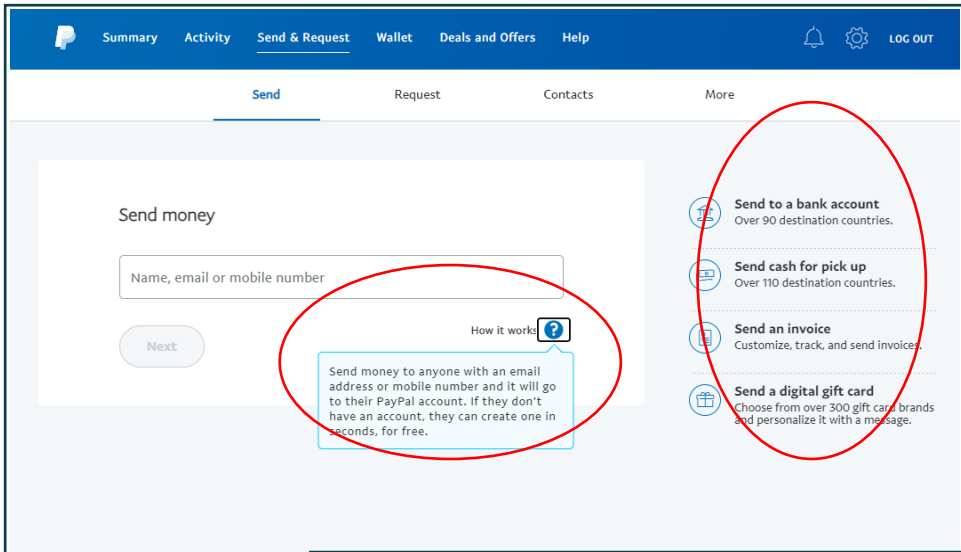 Summary Activity Send & Request Wallet Deals and Offers Help LOG OUT
Send Request Contacts More
Send money
Name, email or mobile number
Next
How it works ?
Send money to anyone with an email
address or mobile number and it will go
to their PayPal account. If they don't
have an account, they can create one in
seconds, for free.
Send to a bank account
Over 90 destination countries.
Send cash for pick up
Over 110 destination countries.
Send an invoice
Customize, track, and send invoices.
Send a digital gift card
Choose from over 300 gift card brands
and personalize it with a message.